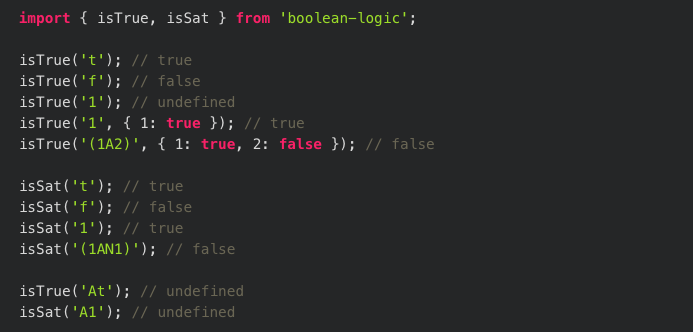 import { isTrue, isSat } from 'boolean-logic';
isTrue('t'); // true
isTrue('f'); // false
isTrue('1'); // undefined
isTrue('1', { 1: true }); // true
isTrue('(1A2)', { 1: true, 2: false }); // false
isSat('t'); // true
isSat('f'); // false
isSat('1'); // true
isSat('(1AN1)'); // false
isTrue('At'); // undefined
isSat('A1'); // undefined